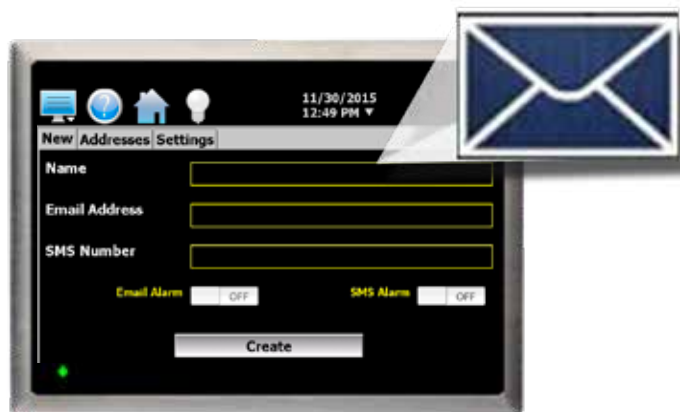 11/30/2015
12:49 PM ▼
New Addresses Settings
Name
Email Address
SMS Number
Email Alarm OFF SMS Alarm OFF
Create